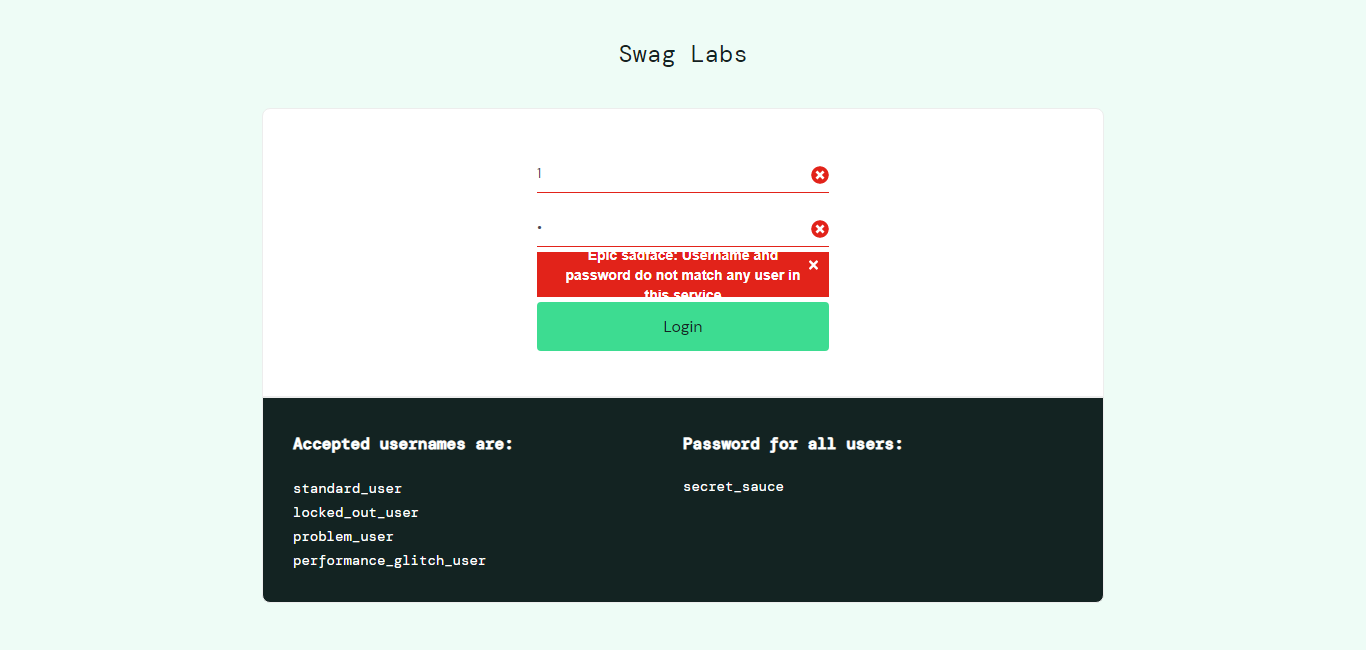 Swag Labs
1
•
Epic sadface: Username and
password do not match any user in
this service
Login
Accepted usernames are:
standard_user
locked_out_user
problem_user
performance_glitch_user
Password for all users:
secret_sauce